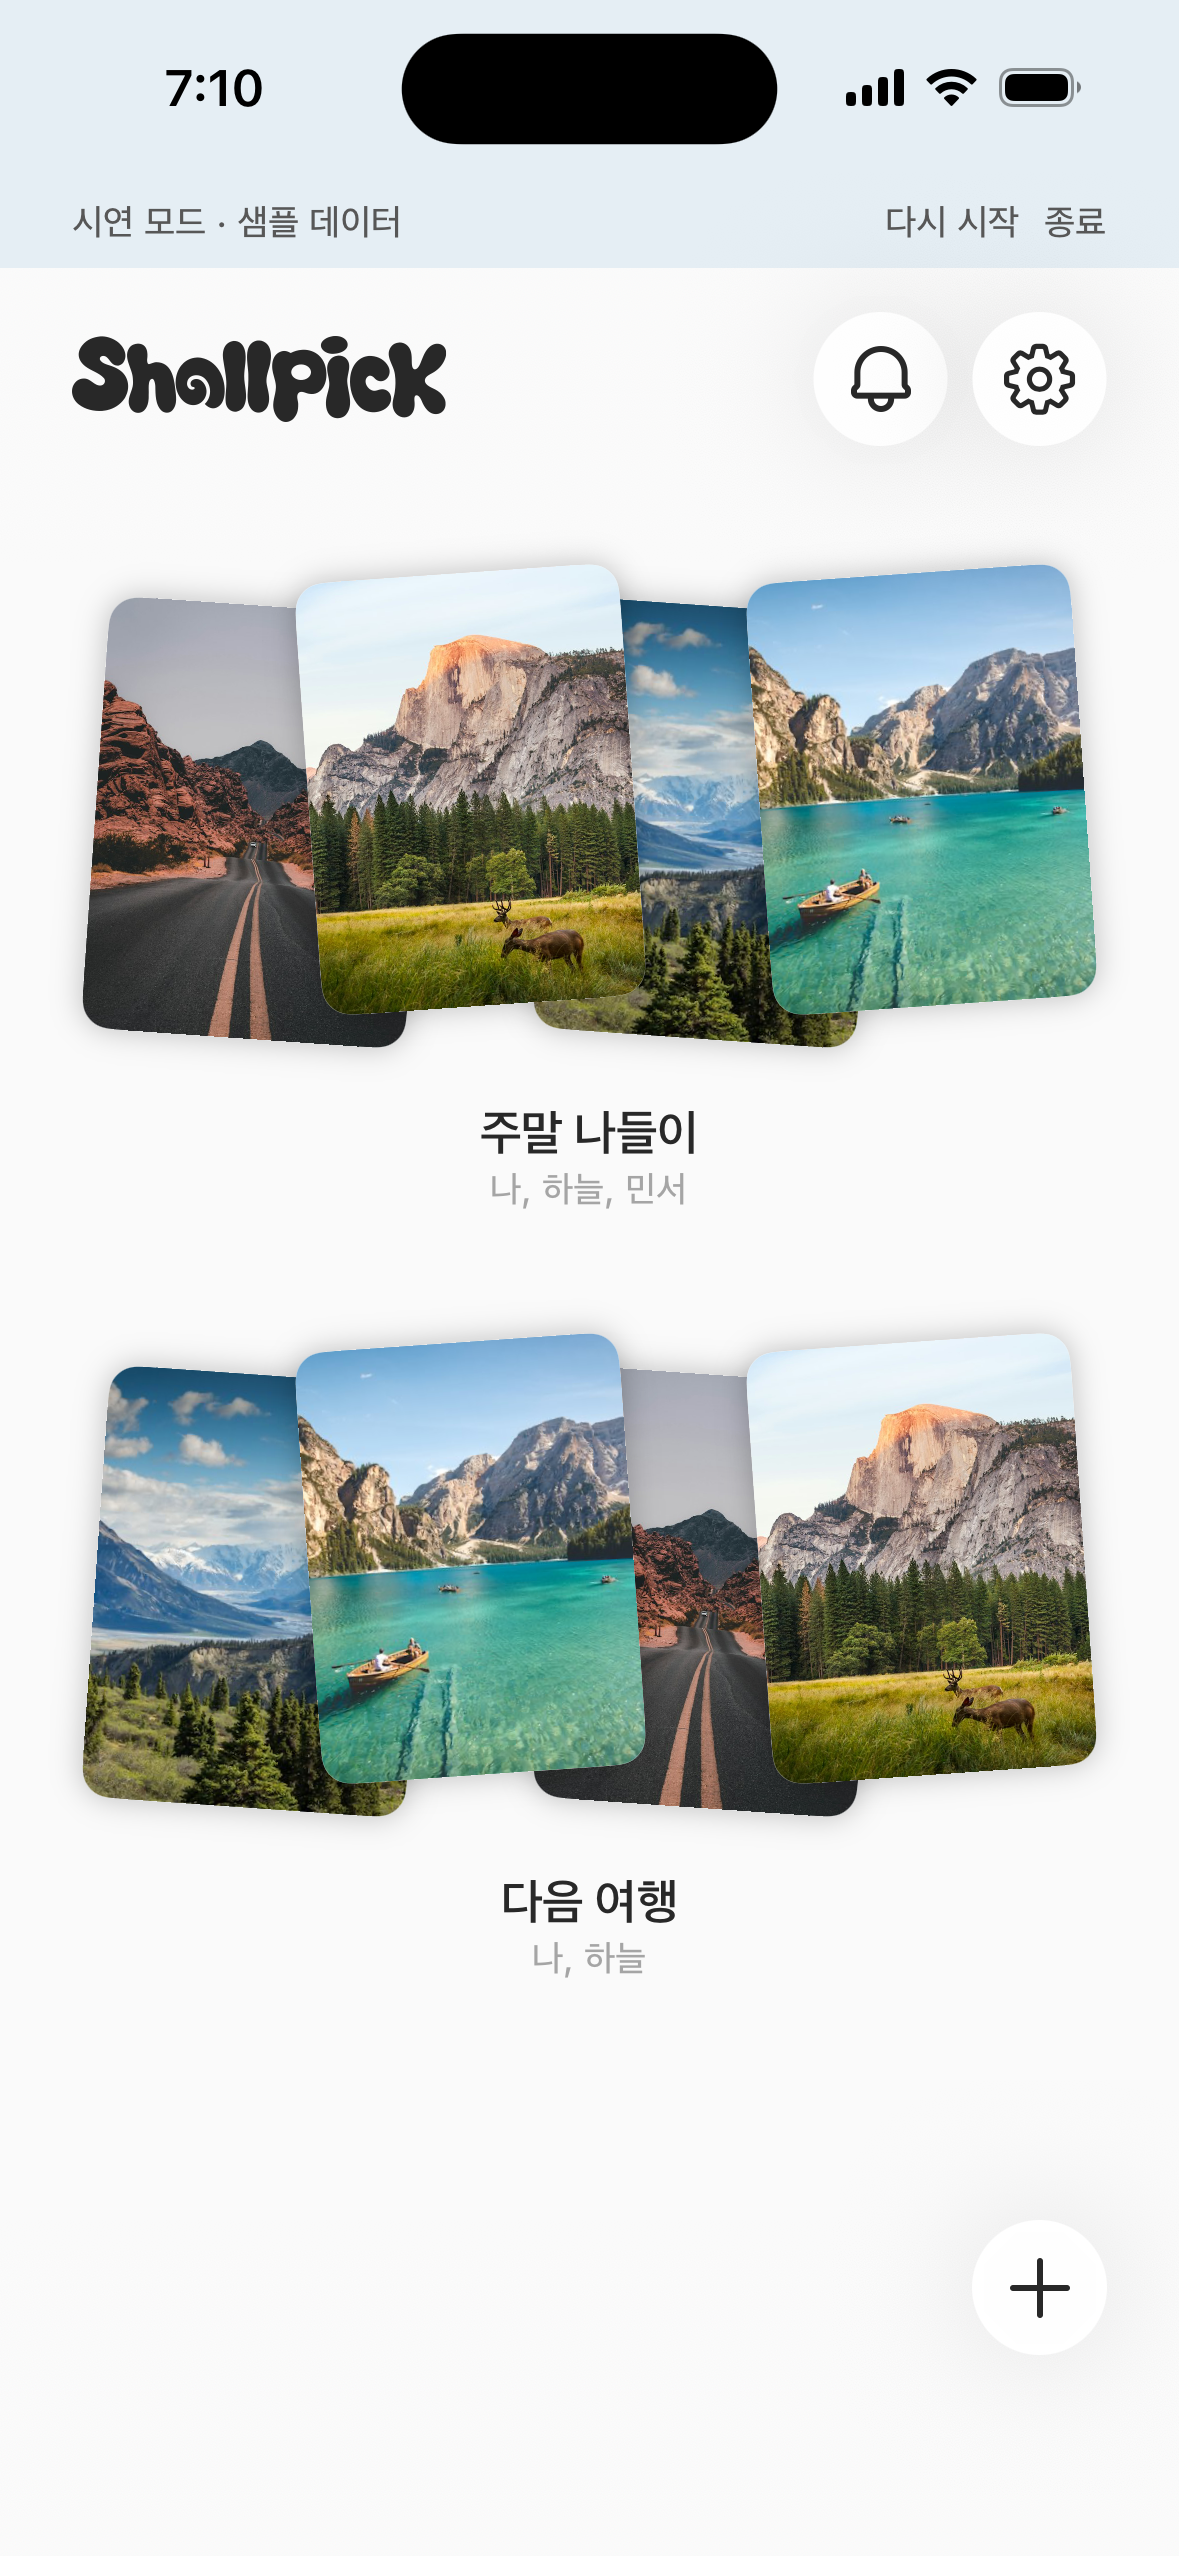 7:10
시연 모드 · 샘플 데이터
다시 시작 종료
Shallpick
주말 나들이
나, 하늘, 민서
다음 여행
나, 하늘